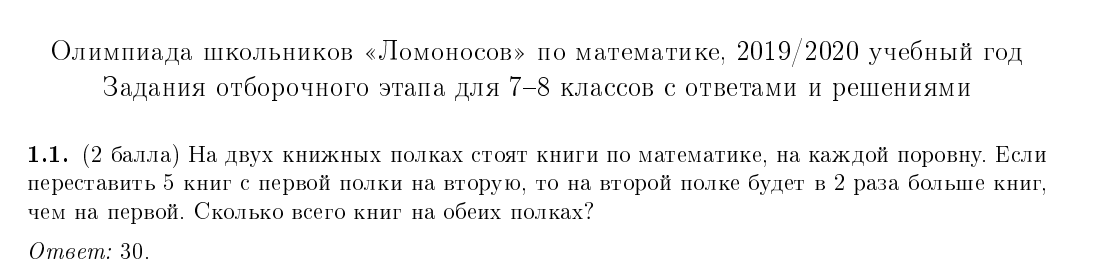 Олимпиада школьников «Ломоносов» по математике, 2019/2020 учебный год
Задания отборочного этапа для 7–8 классов с ответами и решениями
1.1. (2 балла) На двух книжных полках стоят книги по математике, на каждой поровну. Если
переставить 5 книг с первой полки на вторую, то на второй полке будет в 2 раза больше книг,
чем на первой. Сколько всего книг на обеих полках?
Ответ: 30.